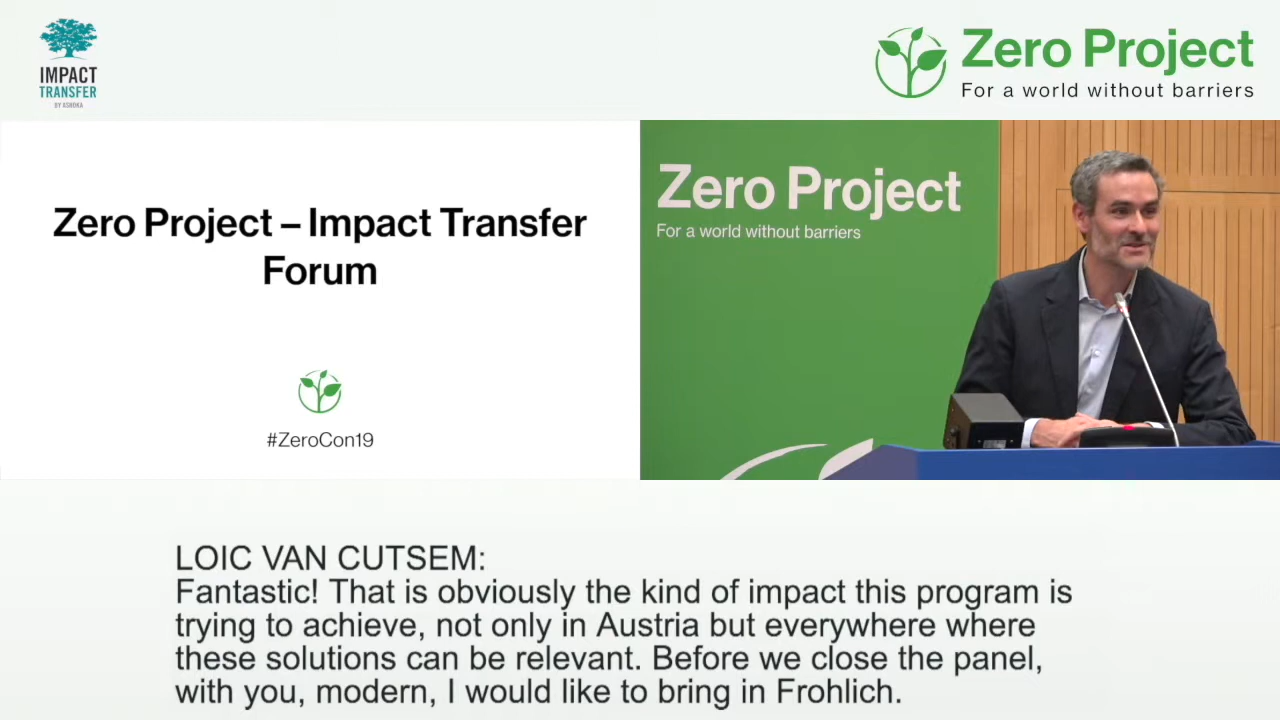 IMPACT
TRANSFER
BY ASHOKA
Zero Project
For a world without barriers
Zero Project – Impact Transfer
Forum
#ZeroCon19
Zero Project
For a world without barriers
LOIC VAN CUTSEM:
Fantastic! That is obviously the kind of impact this program is
trying to achieve, not only in Austria but everywhere where
these solutions can be relevant. Before we close the panel,
with you, modern, I would like to bring in Frohlich.